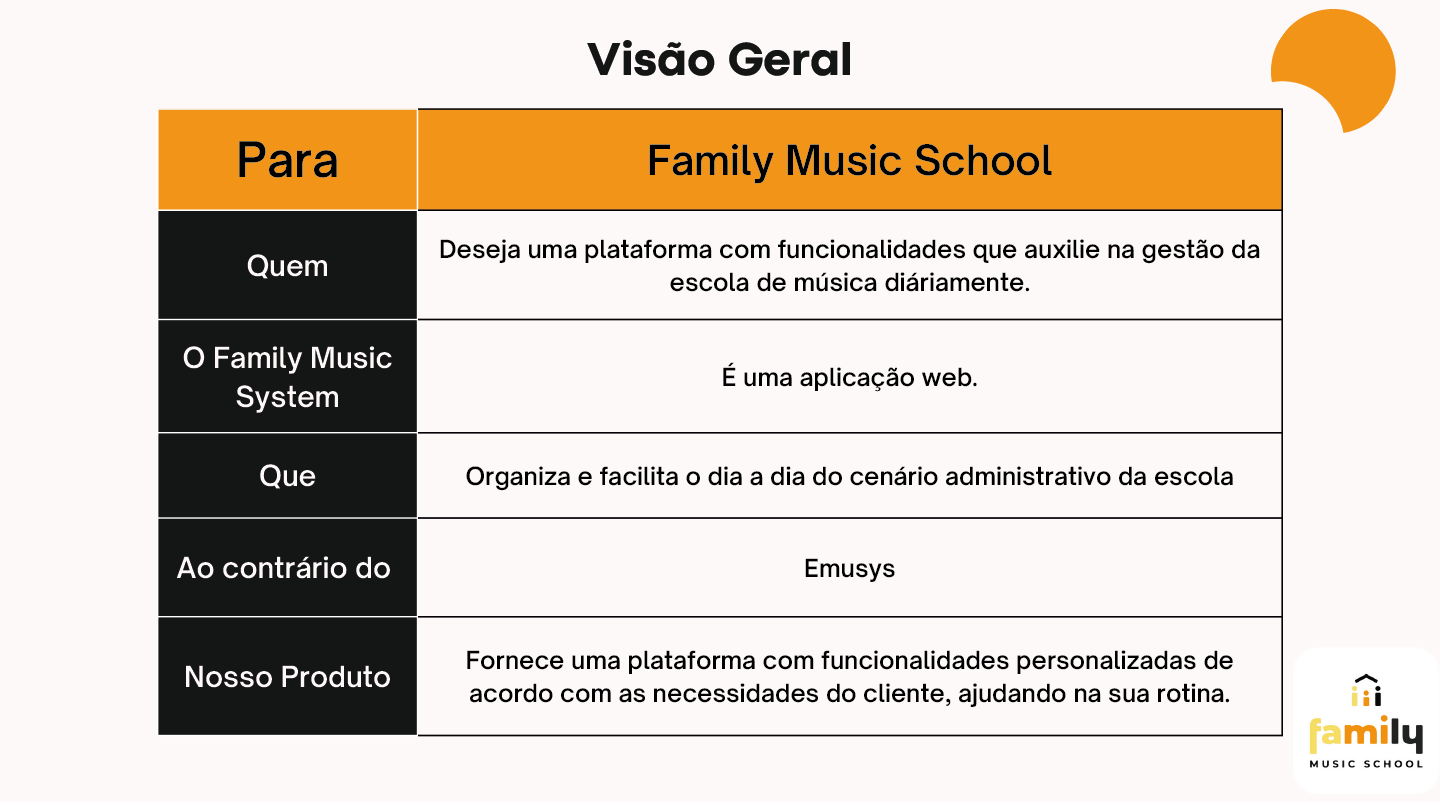 Visão Geral
Para
Family Music School
Quem
Deseja uma plataforma com funcionalidades que auxilie na gestão da
escola de música diáriamente.
O Family Music
System
É uma aplicação web.
Que
Organiza e facilita o dia a dia do cenário administrativo da escola
Ao contrário do
Emusys
Nosso Produto
Fornece uma plataforma com funcionalidades personalizadas de
acordo com as necessidades do cliente, ajudando na sua rotina.
family
MUSIC SCHOOL